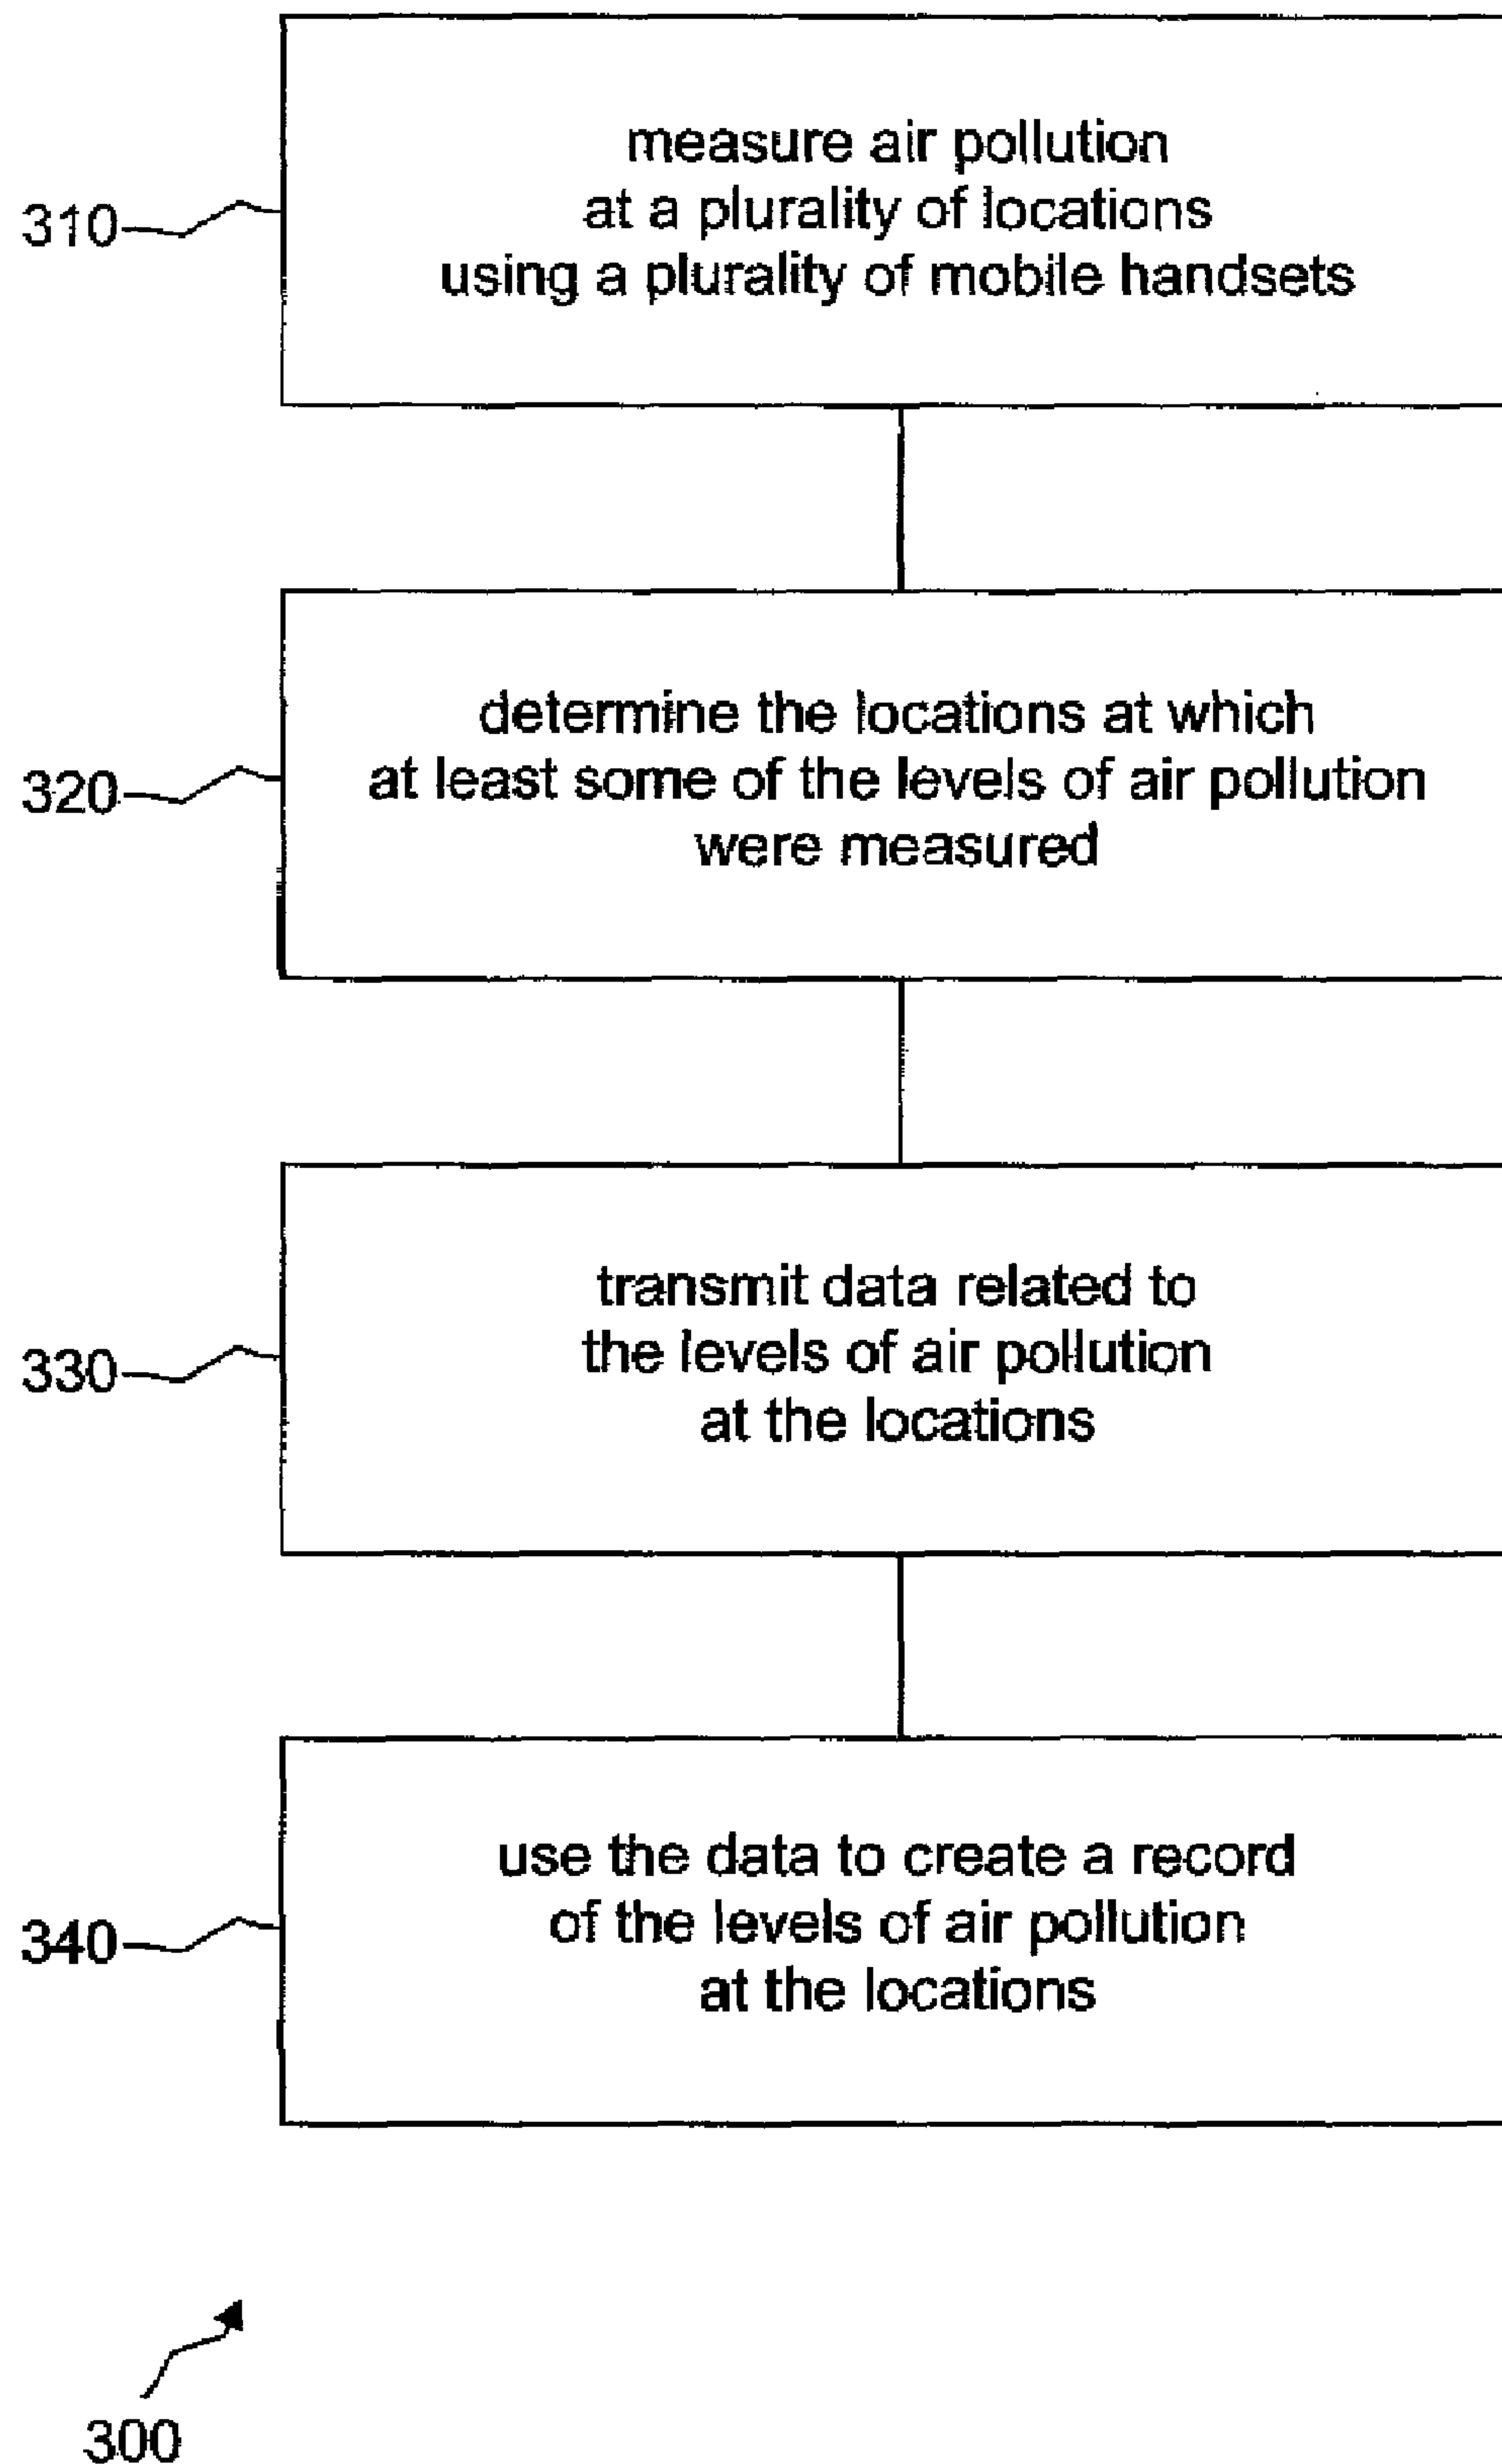 310
measure air pollution
at a plurality of locations
using a plurality of mobile handsets
320
determine the locations at which
at least some of the levels of air pollution
were measured
330
transmit data related to
the levels of air pollution
at the locations
340
use the data to create a record
of the levels of air pollution
at the locations
300